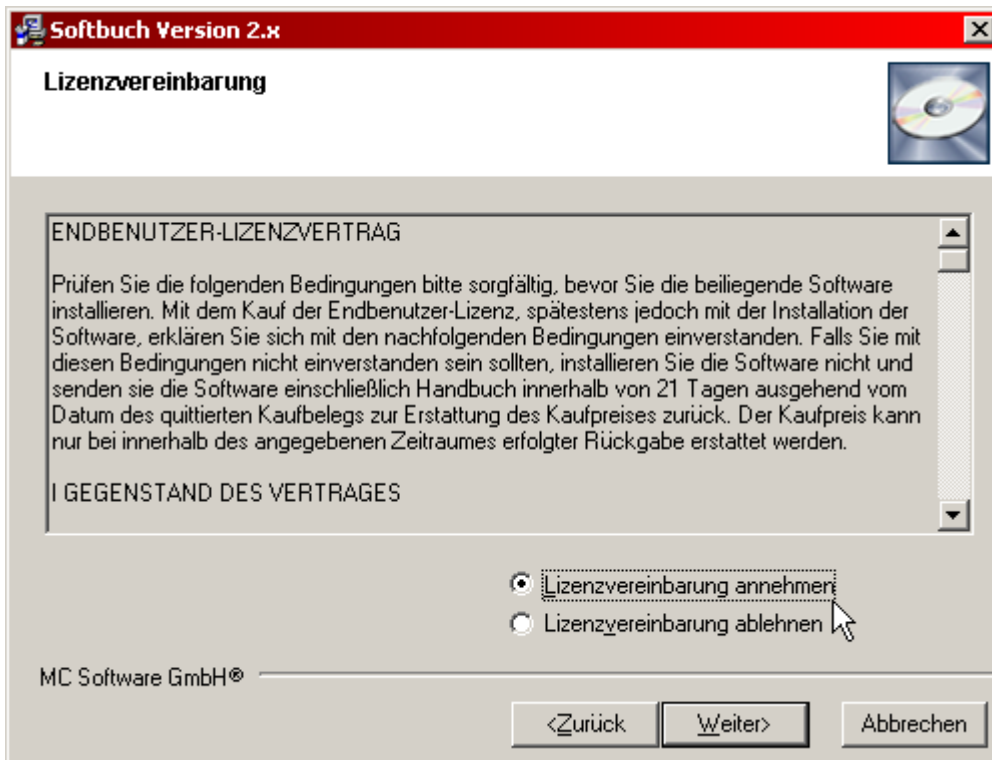 Softbuch Version 2.x
Lizenzvereinbarung
ENDBENUTZER-LIZENZVERTRAG
Prüfen Sie die folgenden Bedingungen bitte sorgfältig, bevor Sie die beiliegende Software
installieren. Mit dem Kauf der Endbenutzer-Lizenz, spätestens jedoch mit der Installation der
Software, erklären Sie sich mit den nachfolgenden Bedingungen einverstanden. Falls Sie mit
diesen Bedingungen nicht einverstanden sein sollten, installieren Sie die Software nicht und
senden sie die Software einschließlich Handbuch innerhalb von 21 Tagen ausgehend vom
Datum des quittierten Kaufbelegs zur Erstattung des Kaufpreises zurück. Der Kaufpreis kann
nur bei innerhalb des angegebenen Zeitraumes erfolgter Rückgabe erstattet werden.
I GEGENSTAND DES VERTRAGES
Lizenzvereinbarung annehmen
Lizenzvereinbarung ablehnen
MC Software GmbH®
<Zurück
Weiter>
Abbrechen